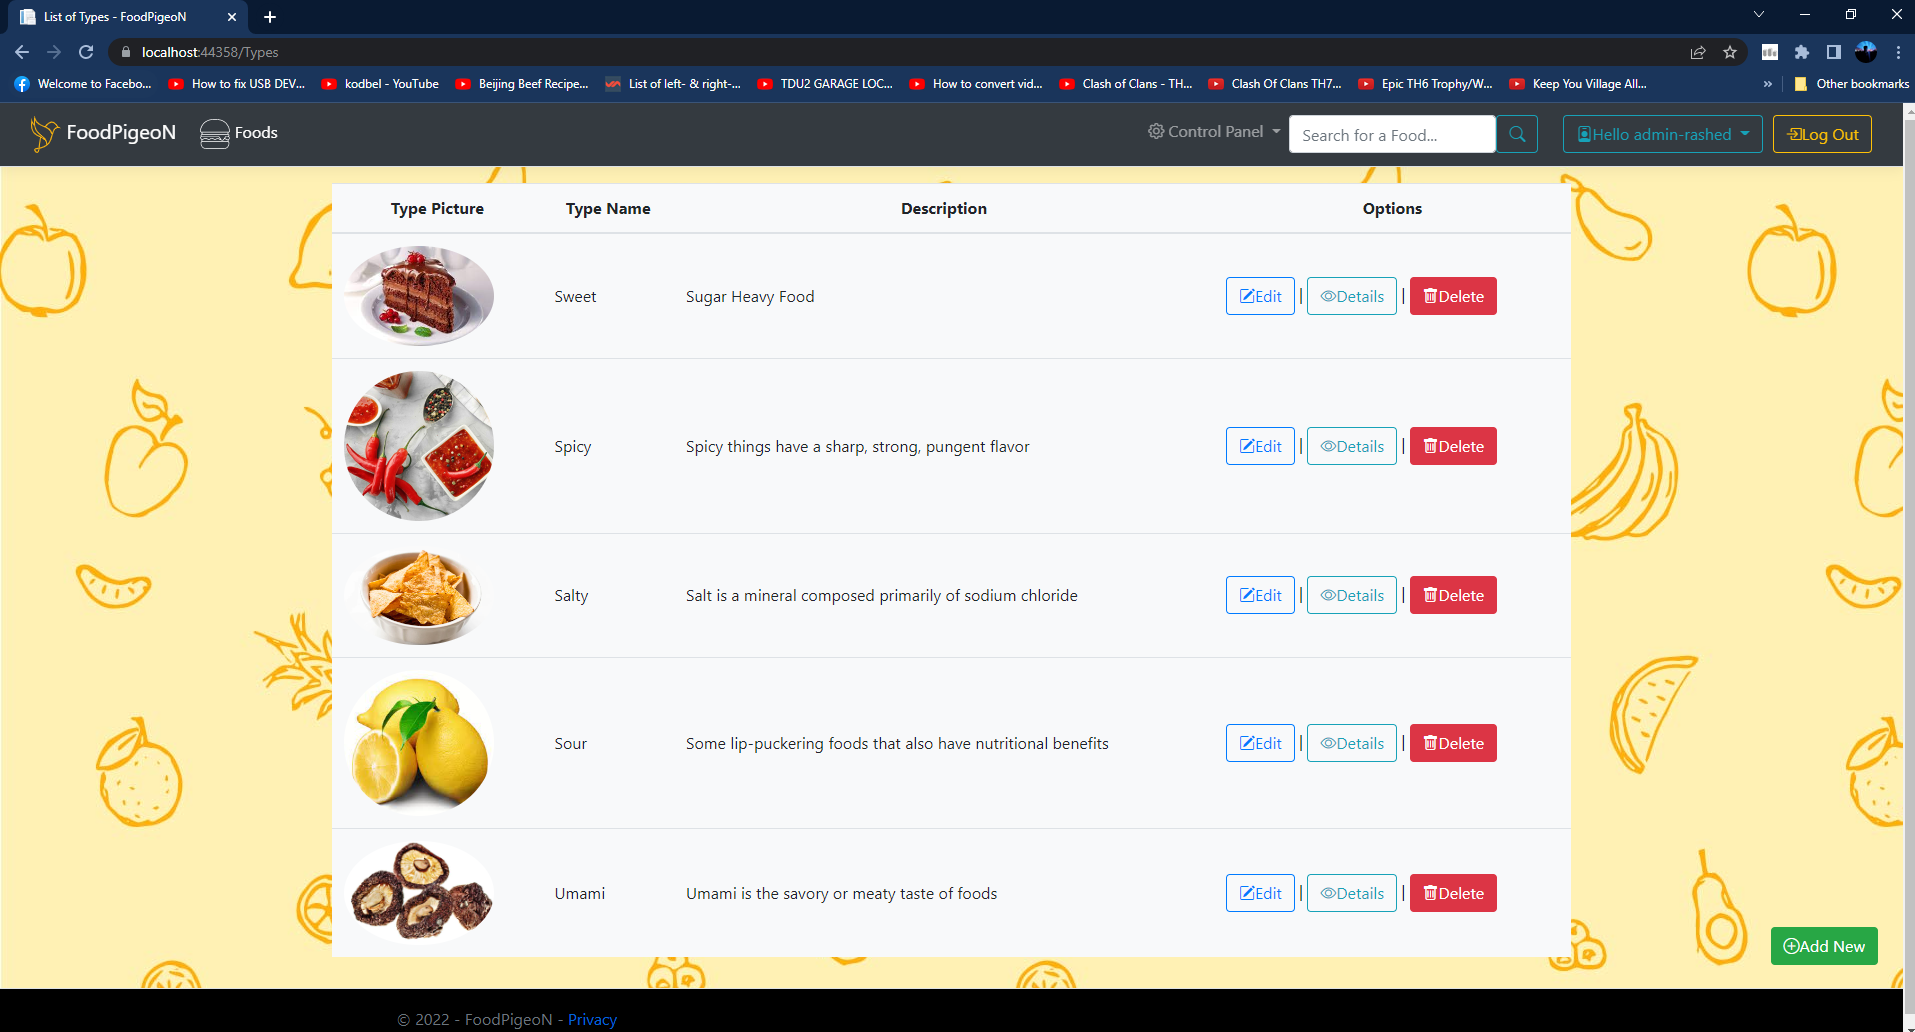 List of Types - FoodPigeoN
localhost:44358/Types
Welcome to Facebo... How to fix USB DEV... kodbel - YouTube Beijing Beef Recipe... List of left- & right-... TDU2 GARAGE LOC... How to convert vid... Clash of Clans - TH... Clash Of Clans TH7... Epic TH6 Trophy/W... Keep You Village All... » Other bookmarks
FoodPigeoN Foods Control Panel Search for a Food... Hello admin-rashed Log Out
Type Picture Type Name Description Options
Sweet Sugar Heavy Food Edit | Details | Delete
Spicy Spicy things have a sharp, strong, pungent flavor Edit | Details | Delete
Salty Salt is a mineral composed primarily of sodium chloride Edit | Details | Delete
Sour Some lip-puckering foods that also have nutritional benefits Edit | Details | Delete
Umami Umami is the savory or meaty taste of foods Edit | Details | Delete
Add New
© 2022 - FoodPigeoN - Privacy